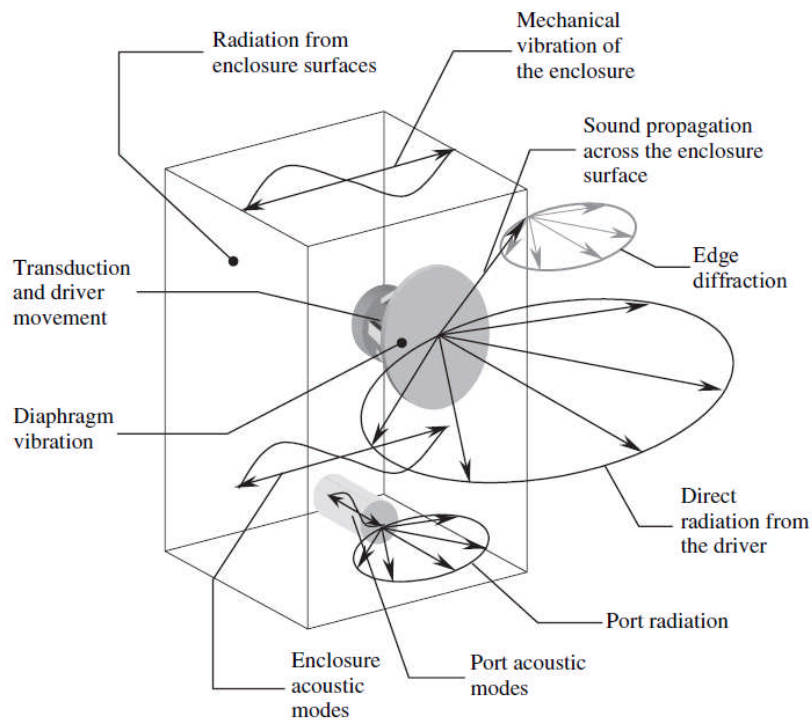 Radiation from
enclosure surfaces
Mechanical
vibration of
the enclosure
Sound propagation
across the enclosure
surface
Edge
diffraction
Transduction
and driver
movement
Diaphragm
vibration
Direct
radiation from
the driver
Port radiation
Enclosure
acoustic
modes
Port acoustic
modes